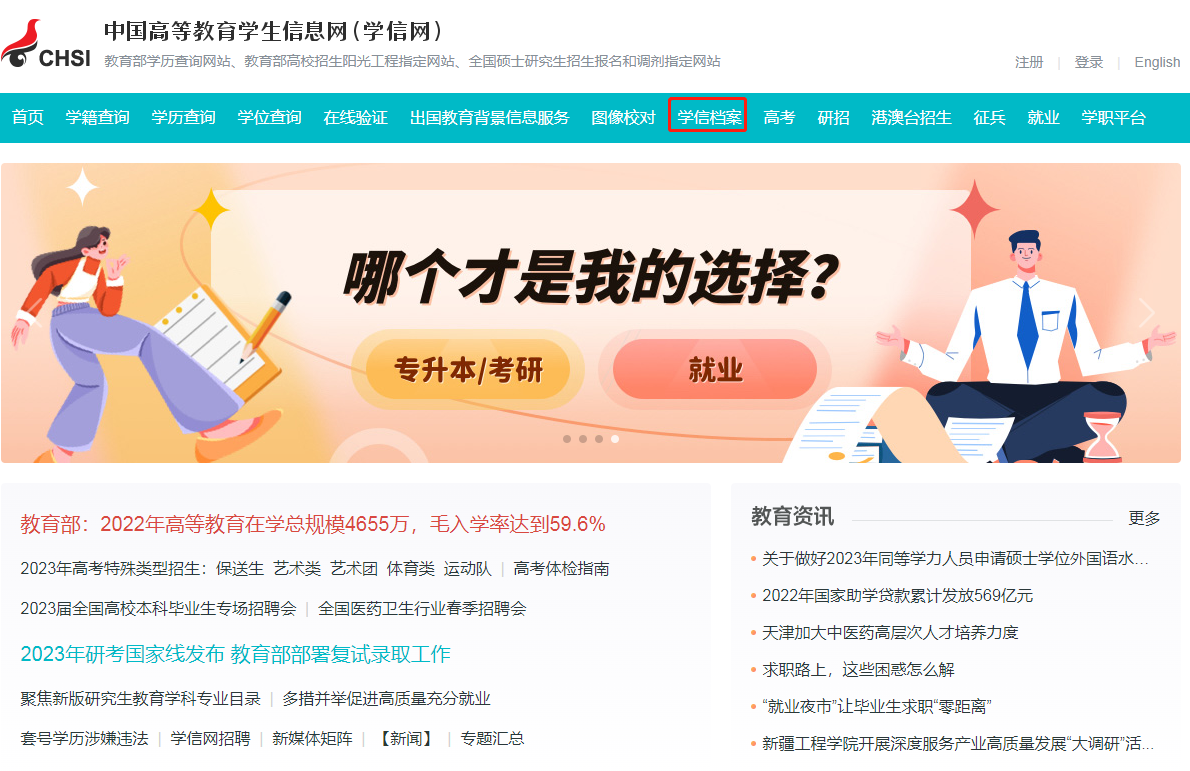 中国高等教育学生信息网(学信网)
CHSI
教育部学历查询网站、教育部高校招生阳光工程指定网站、全国硕士研究生招生报名和调剂指定网站
注册 | 登录 | English
首页 学籍查询 学历查询 学位查询 在线验证 出国教育背景信息服务 图像校对 学信档案 高考 研招 港澳台招生 征兵 就业 学职平台
哪个才是我的选择?
专升本/考研 就业
教育部：2022年高等教育在学总规模4655万，毛入学率达到59.6%
2023年高考特殊类型招生：保送生 艺术类 艺术团 体育类 运动队 | 高考体检指南
2023届全国高校本科毕业生专场招聘会 | 全国医药卫生行业春季招聘会
2023年研考国家线发布 教育部部署复试录取工作
聚焦新版研究生教育学科专业目录 | 多措并举促进高质量充分就业
套号学历涉嫌违法 | 学信网招聘 | 新媒体矩阵 | 【新闻】 | 专题汇总
教育资讯 更多
关于做好2023年同等学力人员申请硕士学位外国语水...
2022年国家助学贷款累计发放569亿元
天津加大中医药高层次人才培养力度
求职路上，这些困惑怎么解
“就业夜市”让毕业生求职“零距离”
新疆工程学院开展深度服务产业高质量发展“大调研”活...